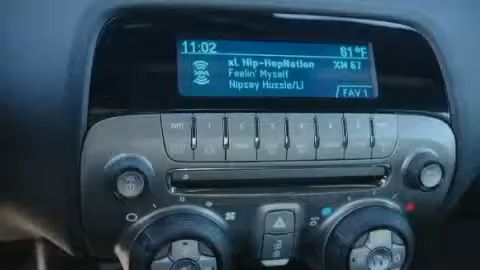 11:02 61°F
xL Hip-HopNation XM 67
Feelin' Myself
Nipsey Hussle/Li
FAV 1